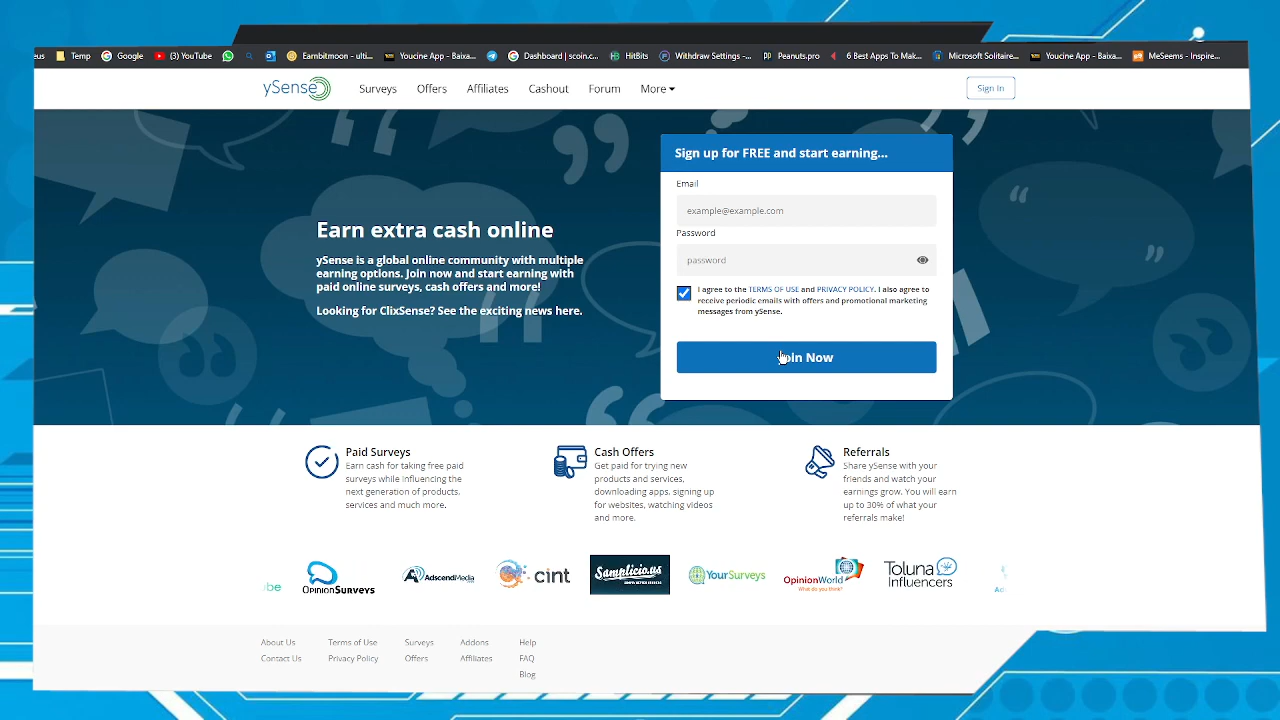 eus Temp Google (3) YouTube Earnbitmoon - ulti... Youcine App - Baixa... Dashboard | scoin.c... HitBits Withdraw Settings -... Peanuts.pro 6 Best Apps To Mak... Microsoft Solitaire... Youcine App - Baixa... MeSeems - Inspire...
ySense Surveys Offers Affiliates Cashout Forum More Sign In
Sign up for FREE and start earning...
Email
example@example.com
Password
password
I agree to the TERMS OF USE and PRIVACY POLICY. I also agree to
receive periodic emails with offers and promotional marketing
messages from ySense.
Join Now
Earn extra cash online
ySense is a global online community with multiple
earning options. Join now and start earning with
paid online surveys, cash offers and more!
Looking for ClixSense? See the exciting news here.
Paid Surveys
Earn cash for taking free paid
surveys while influencing the
next generation of products,
services and much more.
Cash Offers
Get paid for trying new
products and services,
downloading apps, signing up
for websites, watching videos
and more.
Referrals
Share ySense with your
friends and watch your
earnings grow. You will earn
up to 30% of what your
referrals make!
be OpinionSurveys AdscendMedia cint Samplicio.us YourSurveys OpinionWorld What do you think? Toluna Influencers Ad
About Us Terms of Use Surveys Addons Help
Contact Us Privacy Policy Offers Affiliates FAQ
Blog